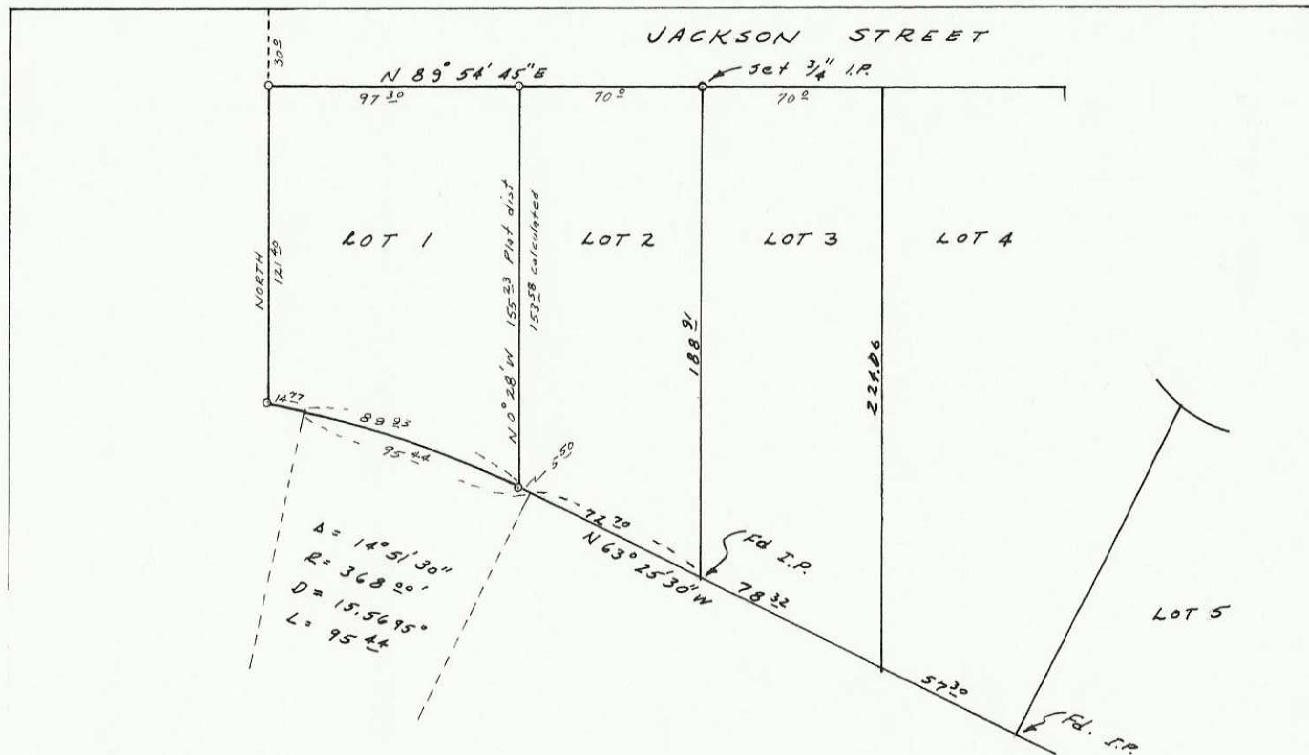 JACKSON STREET
30 0
N 89° 54' 45" E
Set 3/4" I.P.
97 30
70 0
70 0
LOT 1
LOT 2
LOT 3
LOT 4
NORTH
121 40
N 0° 28' W 155 23 Plat dist
153 58 calculated
188 91
224.06
14 77
89 23
95 44
72 70
N 63° 25' 30" W
Fd I.P.
78 32
Δ = 14° 51' 30"
R = 368 00'
D = 15.5695°
L = 95 44
LOT 5
57 30
Fd. I.P.